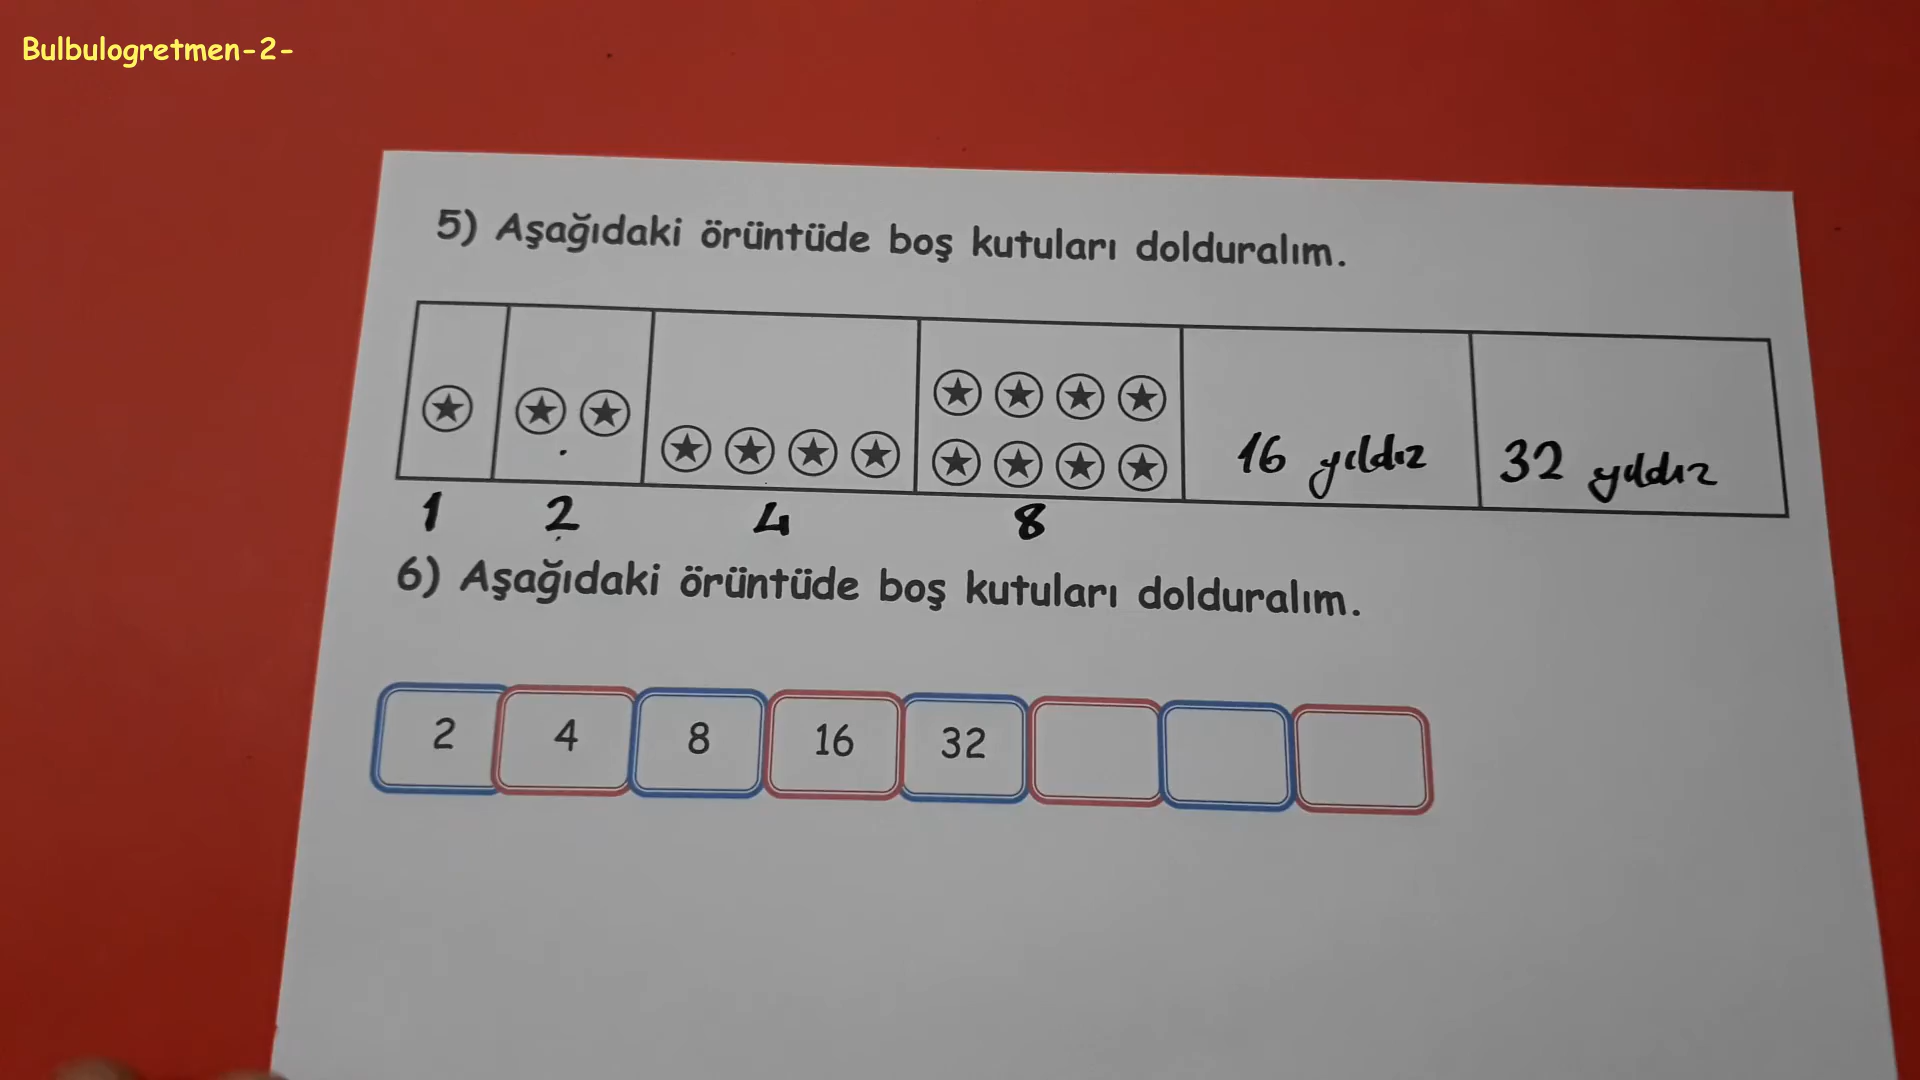 Bulbulogretmen-2-
5) Aşağıdaki örüntüde boş kutuları dolduralım.
16 yıldız 32 yıldız
1 2 4 8
6) Aşağıdaki örüntüde boş kutuları dolduralım.
2 4 8 16 32